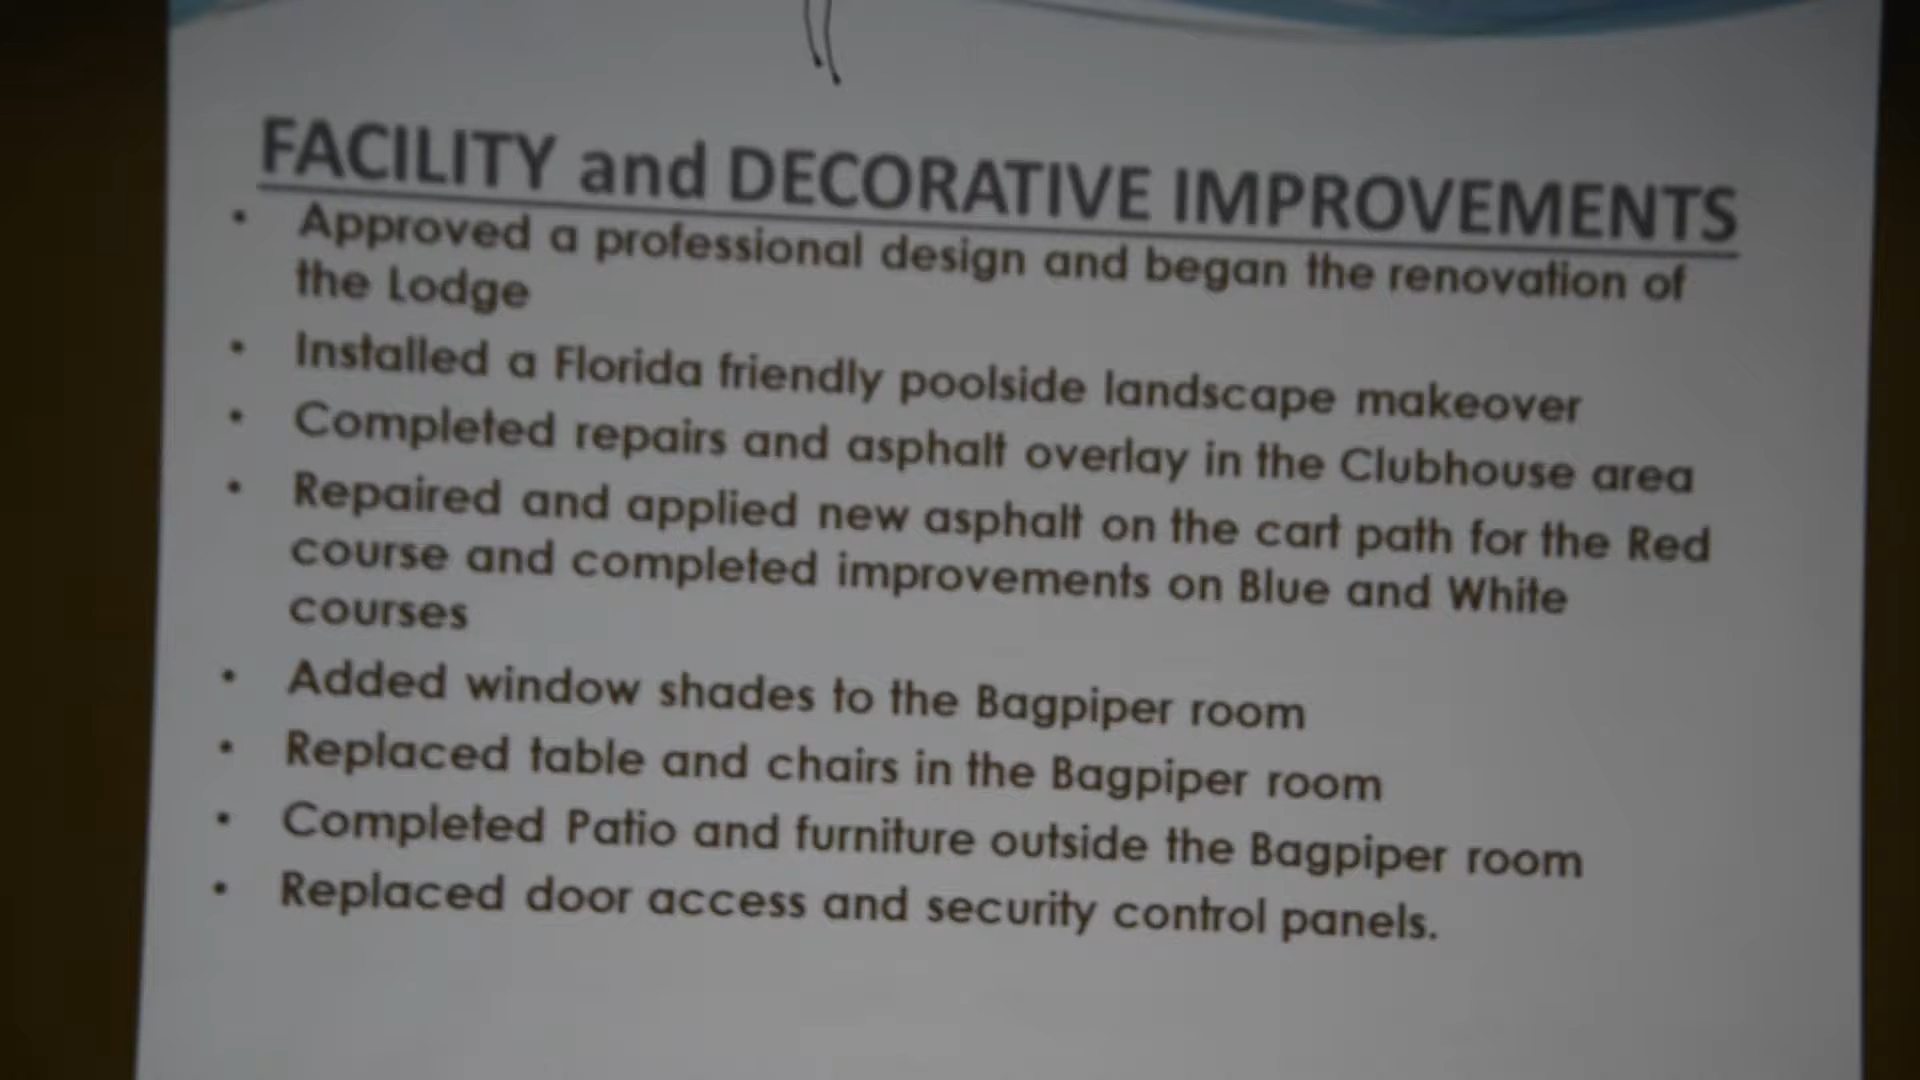 FACILITY and DECORATIVE IMPROVEMENTS
• Approved a professional design and began the renovation of
the Lodge
• Installed a Florida friendly poolside landscape makeover
• Completed repairs and asphalt overlay in the Clubhouse area
• Repaired and applied new asphalt on the cart path for the Red
course and completed improvements on Blue and White
courses
• Added window shades to the Bagpiper room
• Replaced table and chairs in the Bagpiper room
• Completed Patio and furniture outside the Bagpiper room
• Replaced door access and security control panels.